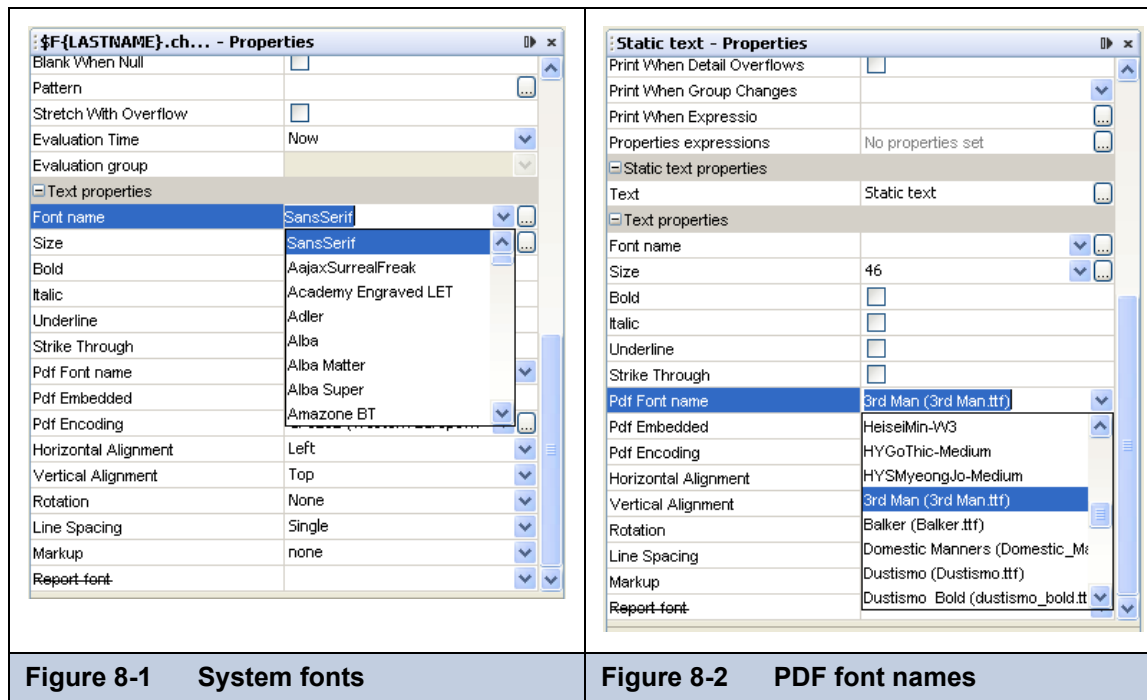 $F{LASTNAME}.ch... - Properties
Blank When Null
Pattern
...
Stretch With Overflow
Evaluation Time Now
Evaluation group
Text properties
Font name SansSerif ...
Size SansSerif ...
Bold AajaxSurrealFreak
Italic Academy Engraved LET
Underline Adler
Strike Through Alba
Pdf Font name Alba Matter
Pdf Embedded Alba Super
Pdf Encoding Amazone BT ...
Horizontal Alignment Left
Vertical Alignment Top
Rotation None
Line Spacing Single
Markup none
Report font
Figure 8-1 System fonts
Static text - Properties
Print When Detail Overflows
Print When Group Changes
Print When Expressio ...
Properties expressions No properties set ...
Static text properties
Text Static text ...
Text properties
Font name ...
Size 46 ...
Bold
Italic
Underline
Strike Through
Pdf Font name 3rd Man (3rd Man.ttf)
Pdf Embedded HeiseiMin-W3
Pdf Encoding HYGoThic-Medium
Horizontal Alignment HYSMyeongJo-Medium
Vertical Alignment 3rd Man (3rd Man.ttf)
Rotation Balker (Balker.ttf)
Line Spacing Domestic Manners (Domestic_Ma
Markup Dustismo (Dustismo.ttf)
Report font Dustismo Bold (dustismo_bold.tt
Figure 8-2 PDF font names